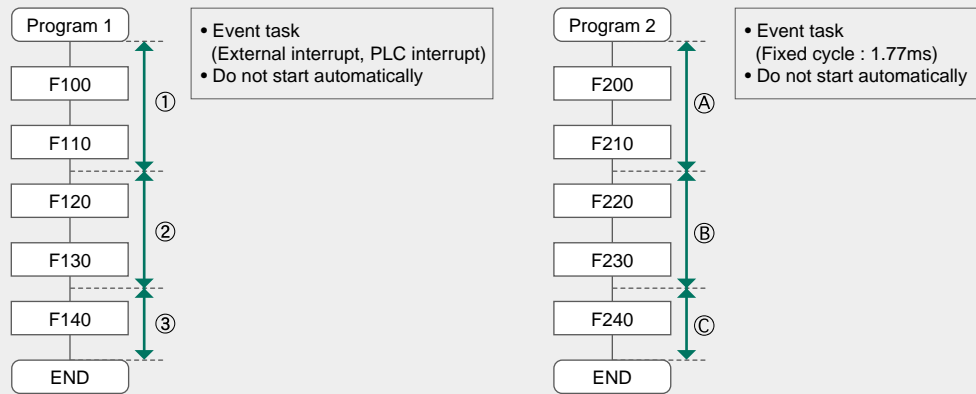 Program 1
F100
F110
F120
F130
F140
END
①
②
③
• Event task
(External interrupt, PLC interrupt)
• Do not start automatically
Program 2
F200
F210
F220
F230
F240
END
Ⓐ
Ⓑ
Ⓒ
• Event task
(Fixed cycle : 1.77ms)
• Do not start automatically